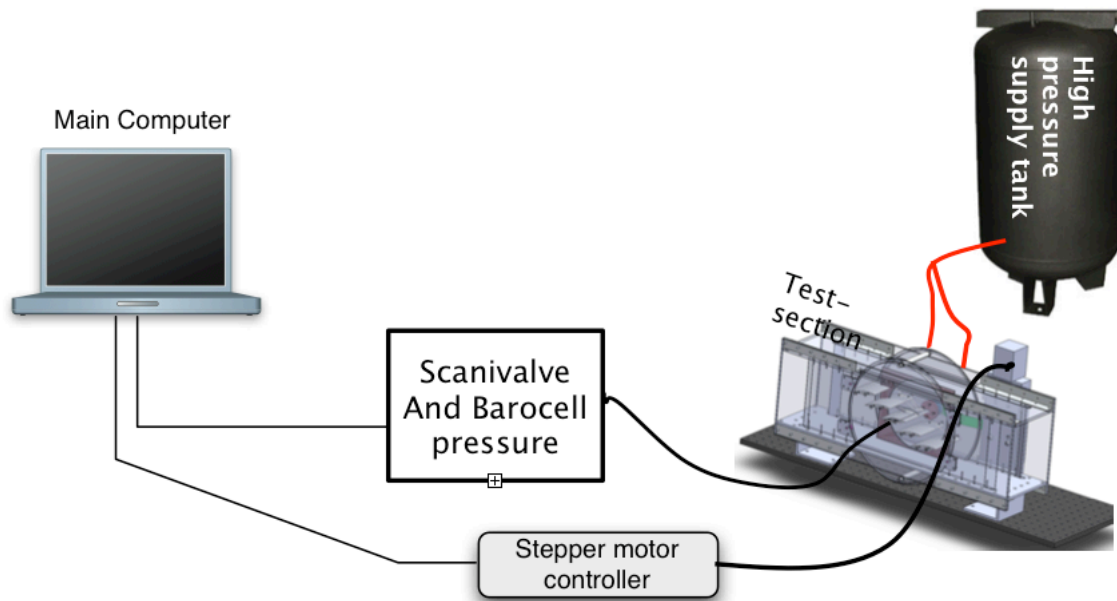 Main Computer
High
pressure
supply tank
Test-
section
Scanivalve
And Barocell
pressure
Stepper motor
controller